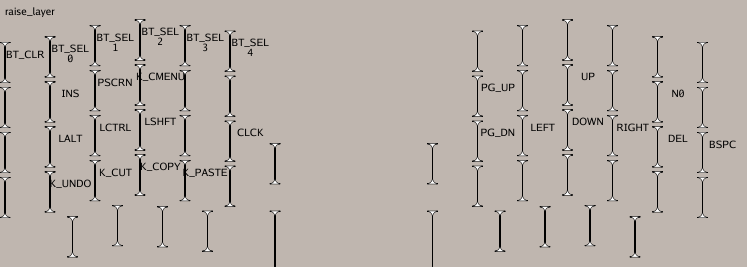 raise_layer
BT_CLR
BT_SEL
0
BT_SEL
1
BT_SEL
2
BT_SEL
3
BT_SEL
4
INS
PSCRN
K_CMENU
PG_UP
UP
N0
LALT
LCTRL
LSHFT
CLCK
PG_DN
LEFT
DOWN
RIGHT
DEL
BSPC
K_UNDO
K_CUT
K_COPY
K_PASTE